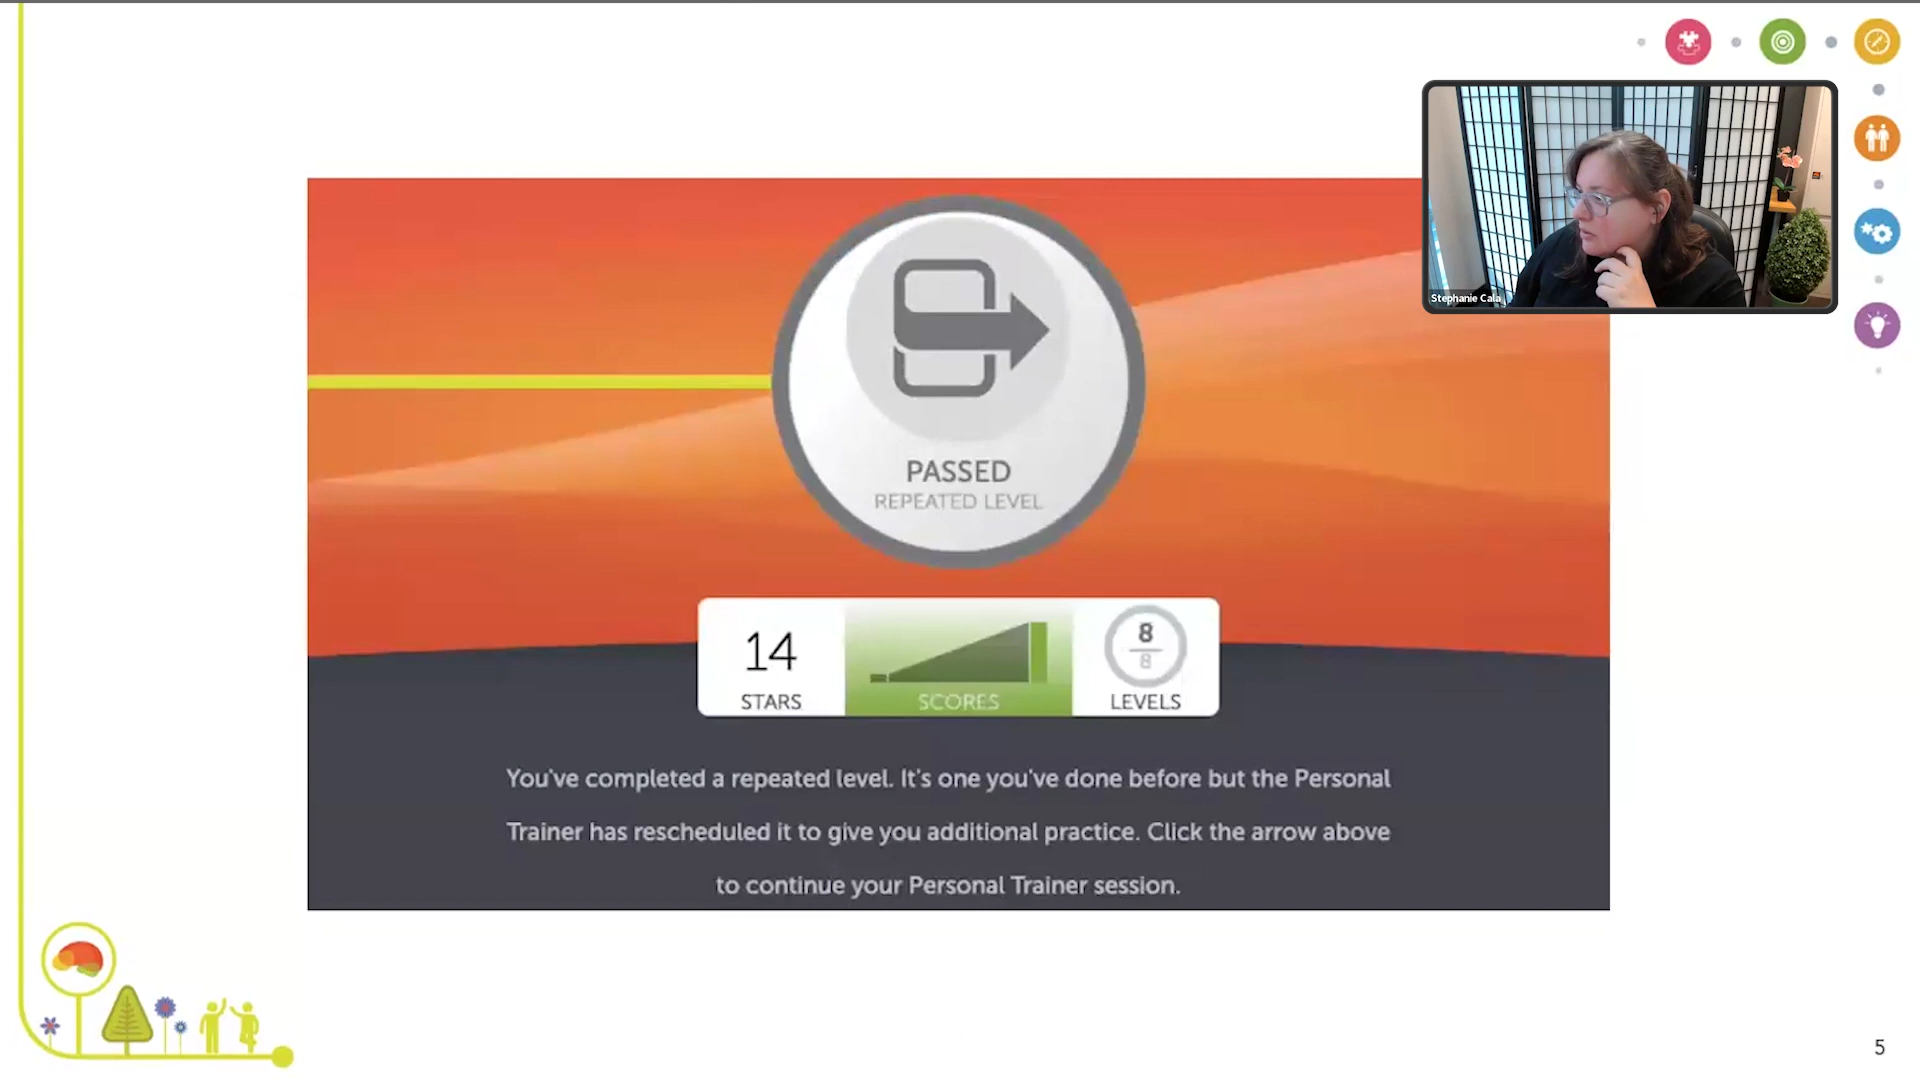 Stephanie Cala
PASSED
REPEATED LEVEL
14
STARS
SCORES
8
8
LEVELS
You've completed a repeated level. It's one you've done before but the Personal
Trainer has rescheduled it to give you additional practice. Click the arrow above
to continue your Personal Trainer session.
5